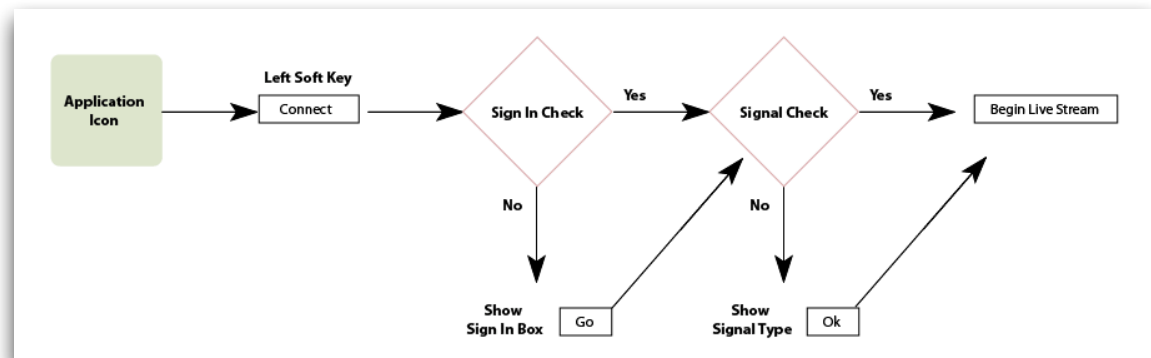 Application
Icon
Left Soft Key
Connect
Sign In Check
Yes
Signal Check
Yes
Begin Live Stream
No
No
Show
Sign In Box
Go
Show
Signal Type
Ok